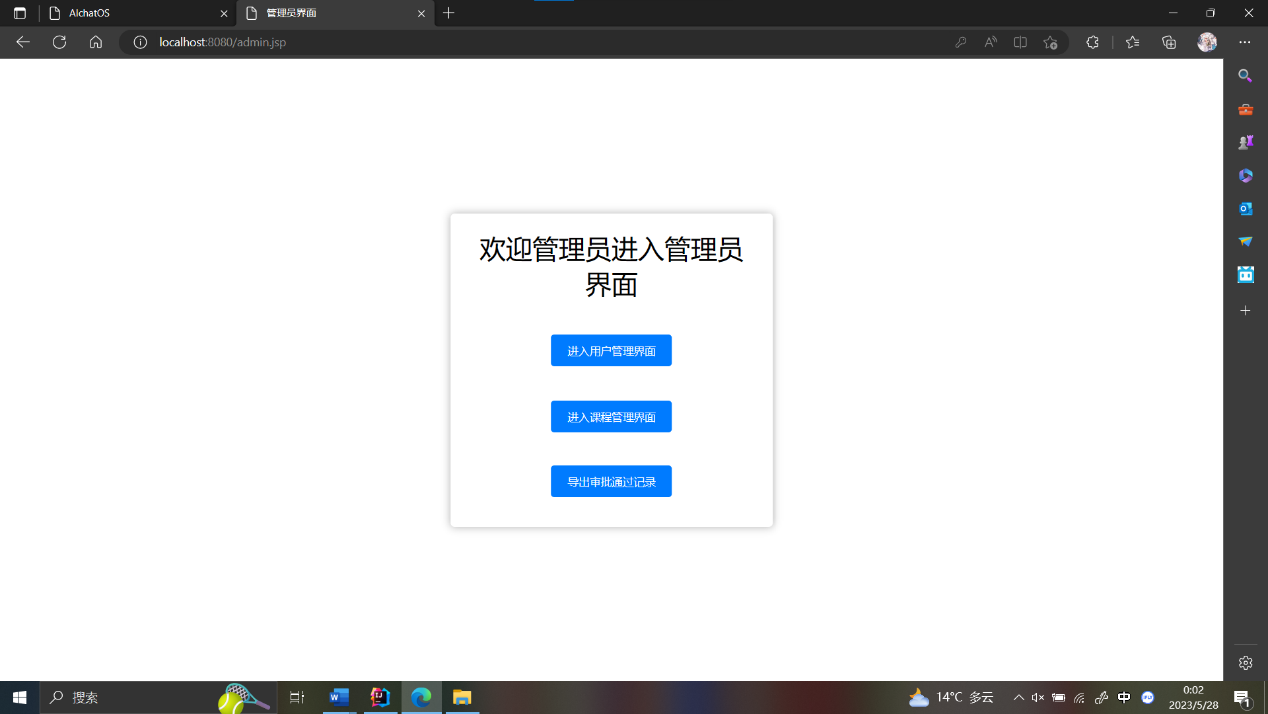 AIchatOS
管理员界面
localhost:8080/admin.jsp
欢迎管理员进入管理员
界面
进入用户管理界面
进入课程管理界面
导出审批通过记录
搜索
14°C 多云
中
0:02
2023/5/28
1